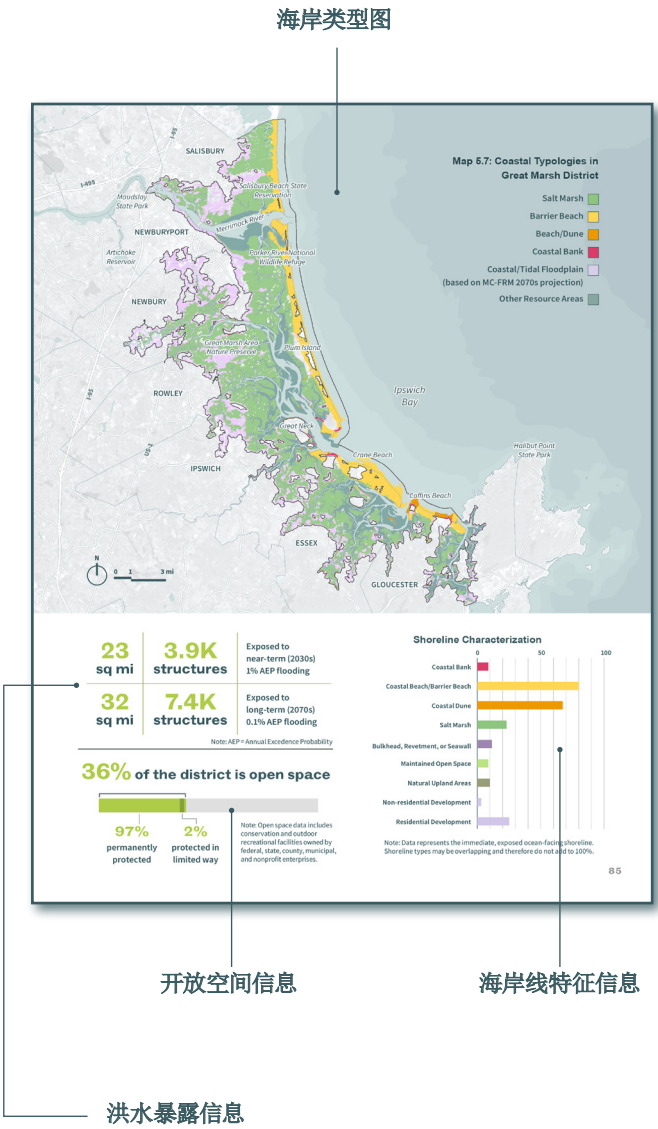 海岸类型图
SALISBURY
I-95
I-495
Salisbury Beach State
Reservation
Maudslay
State Park
Merrimack River
NEWBURYPORT
Artichoke
Reservoir
Parker River National
Wildlife Refuge
NEWBURY
Great Marsh Area
Nature Preserve
Plum Island
I-95
ROWLEY
US-1
Ipswich
Bay
Great Neck
Halibut Point
State Park
Crane Beach
IPSWICH
Coffins Beach
ESSEX
GLOUCESTER
N
0 1 3 mi
Map 5.7: Coastal Typologies in
Great Marsh District
Salt Marsh
Barrier Beach
Beach/Dune
Coastal Bank
Coastal/Tidal Floodplain
(based on MC-FRM 2070s projection)
Other Resource Areas
23
sq mi
3.9K
structures
Exposed to
near-term (2030s)
1% AEP flooding
32
sq mi
7.4K
structures
Exposed to
long-term (2070s)
0.1% AEP flooding
Note: AEP = Annual Excedence Probability
36% of the district is open space
97%
permanently
protected
2%
protected in
limited way
Note: Open space data includes
conservation and outdoor
recreational facilities owned by
federal, state, county, municipal,
and nonprofit enterprises.
Shoreline Characterization
0 50 100
Coastal Bank
Coastal Beach/Barrier Beach
Coastal Dune
Salt Marsh
Bulkhead, Revetment, or Seawall
Maintained Open Space
Natural Upland Areas
Non-residential Development
Residential Development
Note: Data represents the immediate, exposed ocean-facing shoreline.
Shoreline types may be overlapping and therefore do not add to 100%.
85
开放空间信息
海岸线特征信息
洪水暴露信息